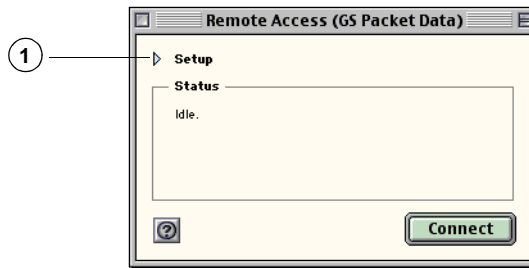 Remote Access (GS Packet Data)
1
Setup
Status
Idle.
?
Connect